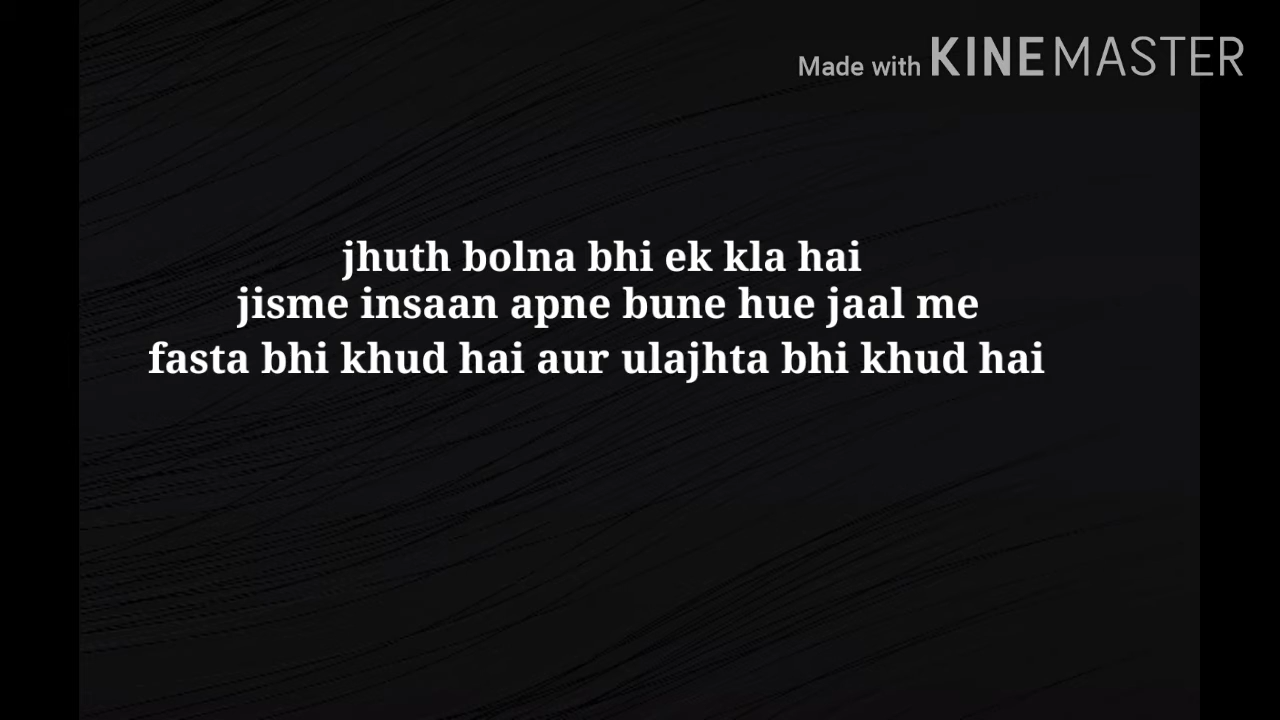 Made with KINEMASTER
jhuth bolna bhi ek kla hai
jisme insaan apne bune hue jaal me
fasta bhi khud hai aur ulajhta bhi khud hai